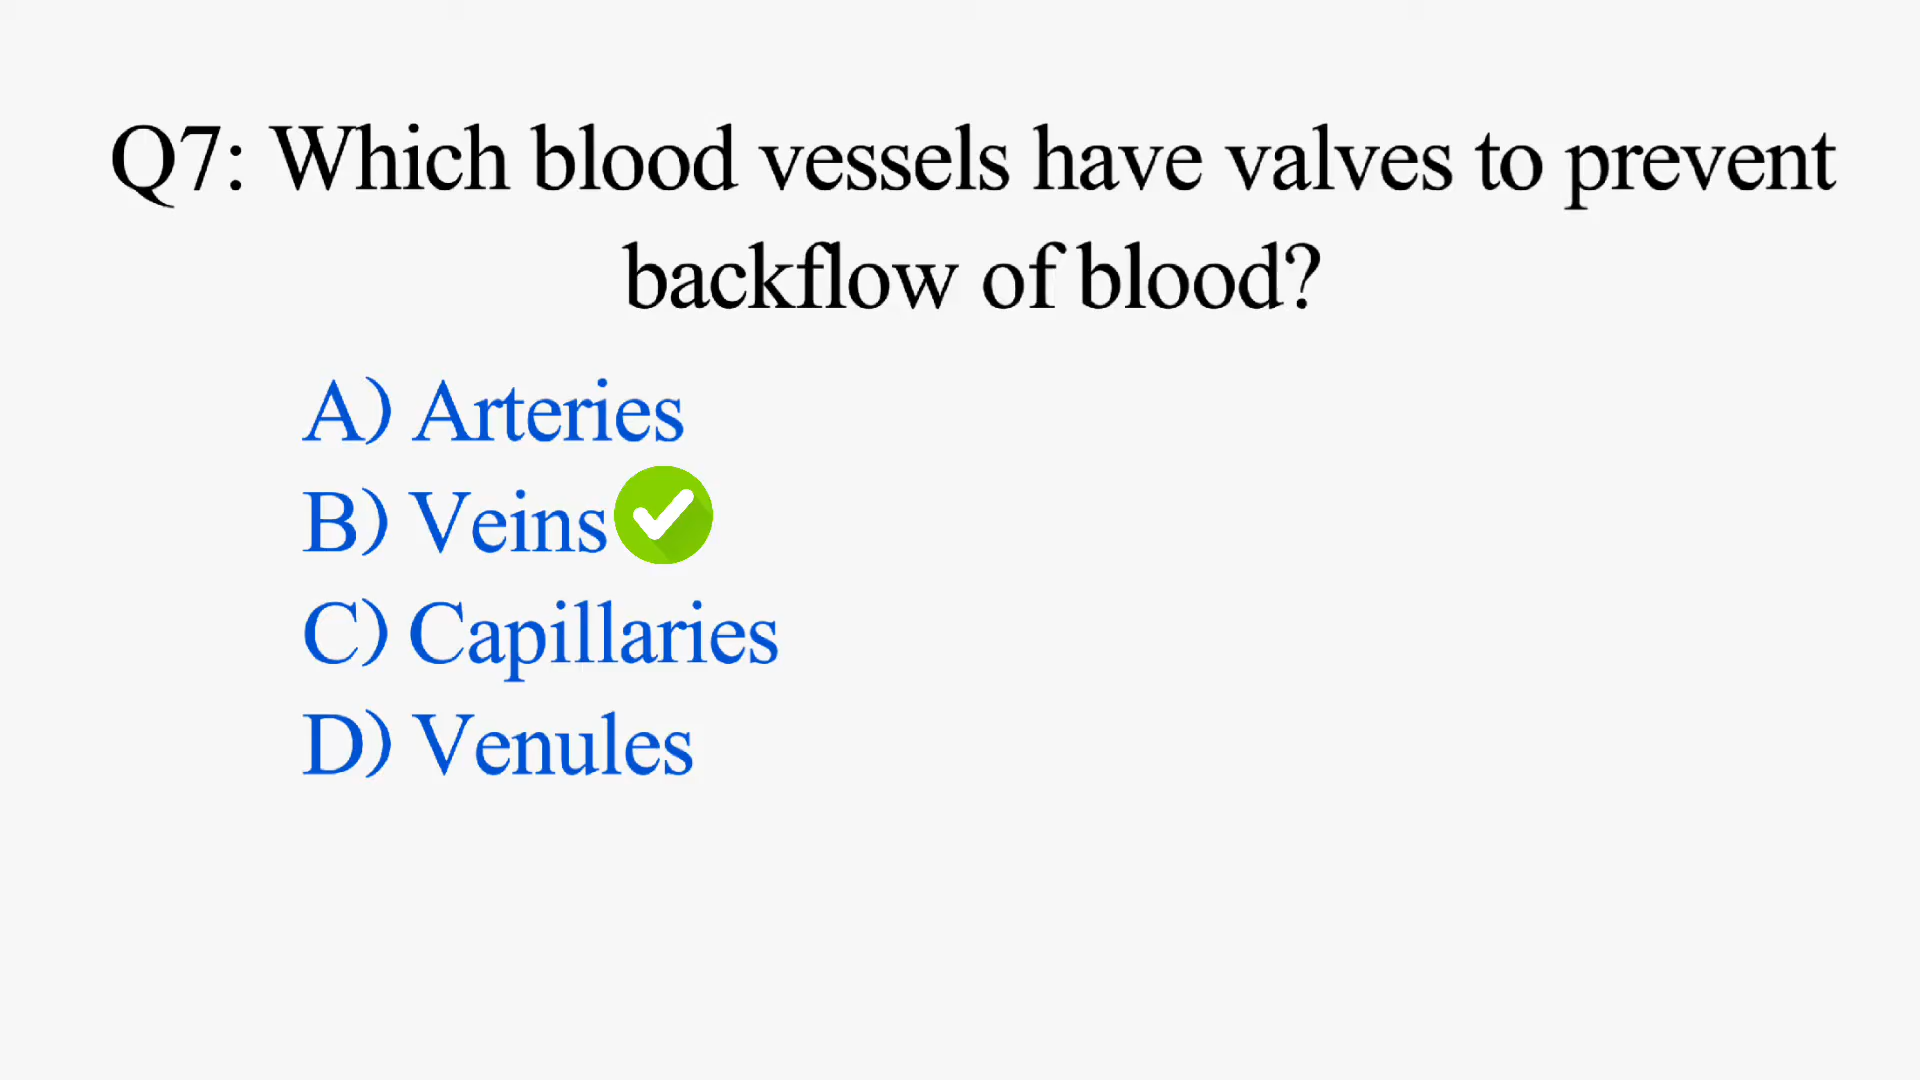 Q7: Which blood vessels have valves to prevent
backflow of blood?
A) Arteries
B) Veins
C) Capillaries
D) Venules